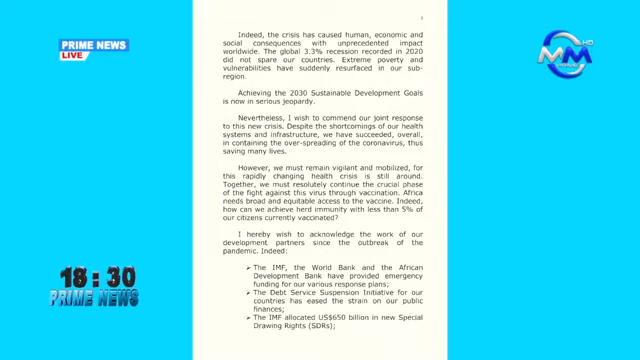 PRIME NEWS
LIVE
HD
MM
3
Indeed, the crisis has caused human, economic and
social consequences with unprecedented impact
worldwide. The global 3.3% recession recorded in 2020
did not spare our countries. Extreme poverty and
vulnerabilities have suddenly resurfaced in our sub-
region.
Achieving the 2030 Sustainable Development Goals
is now in serious jeopardy.
Nevertheless, I wish to commend our joint response
to this new crisis. Despite the shortcomings of our health
systems and infrastructure, we have succeeded, overall,
in containing the over-spreading of the coronavirus, thus
saving many lives.
However, we must remain vigilant and mobilized, for
this rapidly changing health crisis is still around.
Together, we must resolutely continue the crucial phase
of the fight against this virus through vaccination. Africa
needs broad and equitable access to the vaccine. Indeed,
how can we achieve herd immunity with less than 5% of
our citizens currently vaccinated?
I hereby wish to acknowledge the work of our
development partners since the outbreak of the
pandemic. Indeed:
➢ The IMF, the World Bank and the African
Development Bank have provided emergency
funding for our various response plans;
➢ The Debt Service Suspension Initiative for our
countries has eased the strain on our public
finances;
➢ The IMF allocated US$650 billion in new Special
Drawing Rights (SDRs);
18:30
PRIME NEWS